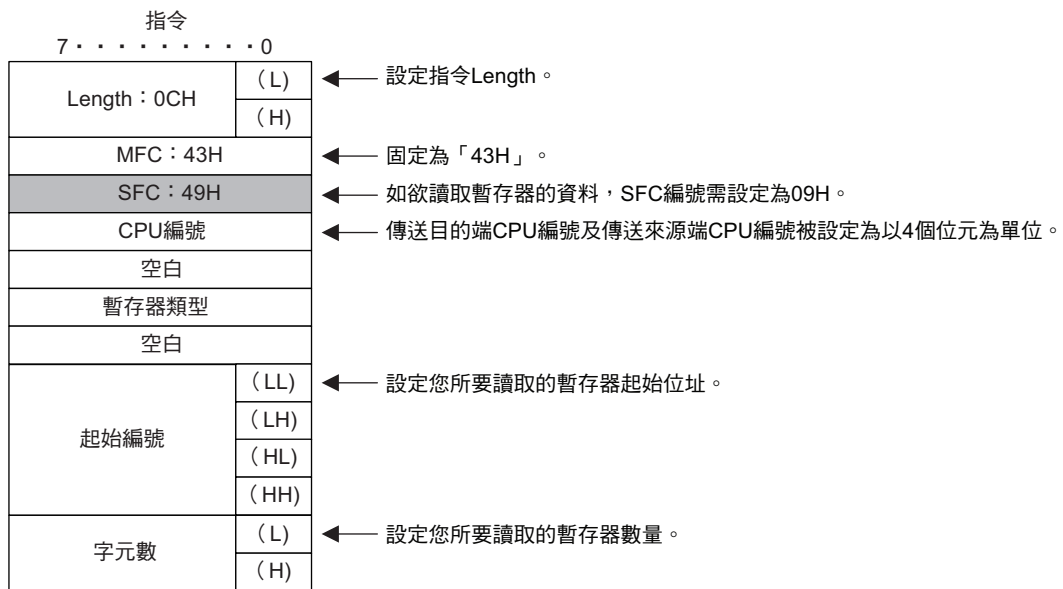 指令
7・・・・・・・・・0
Length：0CH
（L)
設定指令Length。
（H)
MFC：43H
固定為「43H」。
SFC：49H
如欲讀取暫存器的資料，SFC編號需設定為09H。
CPU編號
傳送目的端CPU編號及傳送來源端CPU編號被設定為以4個位元為單位。
空白
暫存器類型
空白
起始編號
（LL)
設定您所要讀取的暫存器起始位址。
（LH)
（HL)
（HH)
字元數
（L)
設定您所要讀取的暫存器數量。
（H)